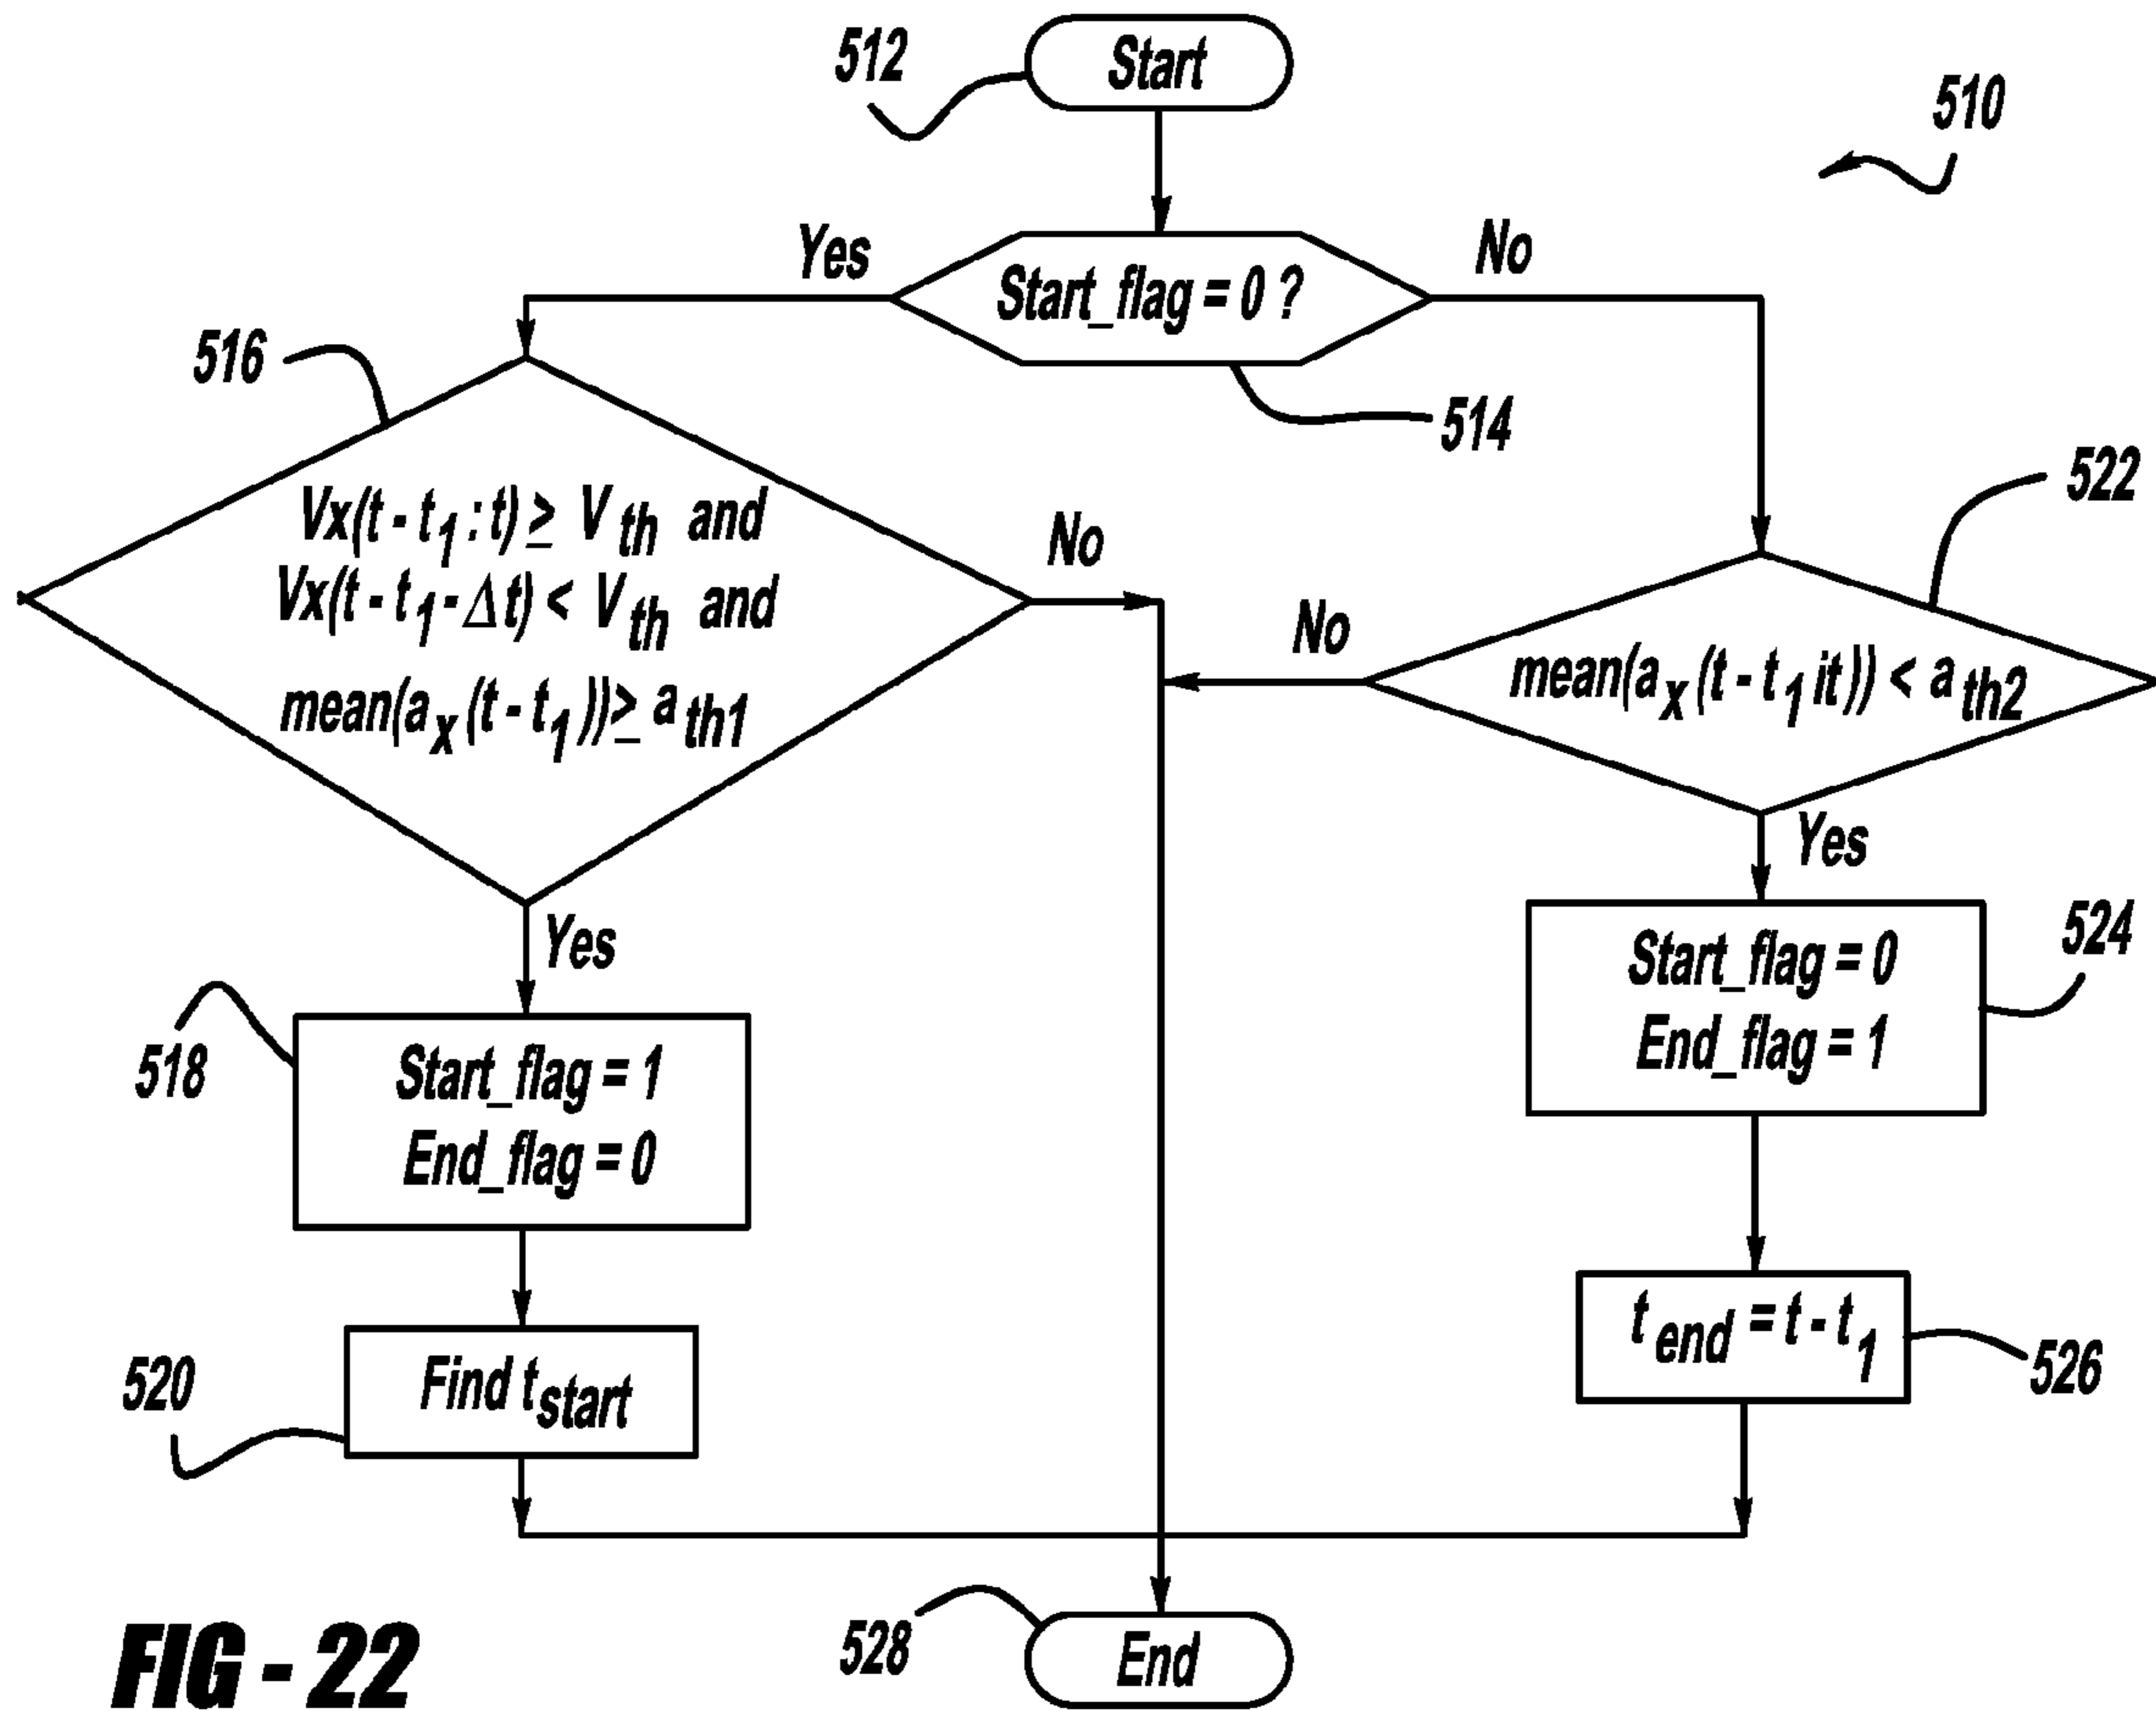 512
Start
510
Yes
No
Start_flag = 0 ?
516
514
522
Vx(t - t1 : t) ≥ Vth and
Vx(t - t1 - Δt) < Vth and
mean(ax (t - t1 )) ≥ ath1
No
No
mean(ax (t - t1 it)) < ath2
Yes
Yes
518
Start_flag = 1
End_flag = 0
524
Start_flag = 0
End_flag = 1
520
Find tstart
tend = t - t1
526
528
End
FIG - 22